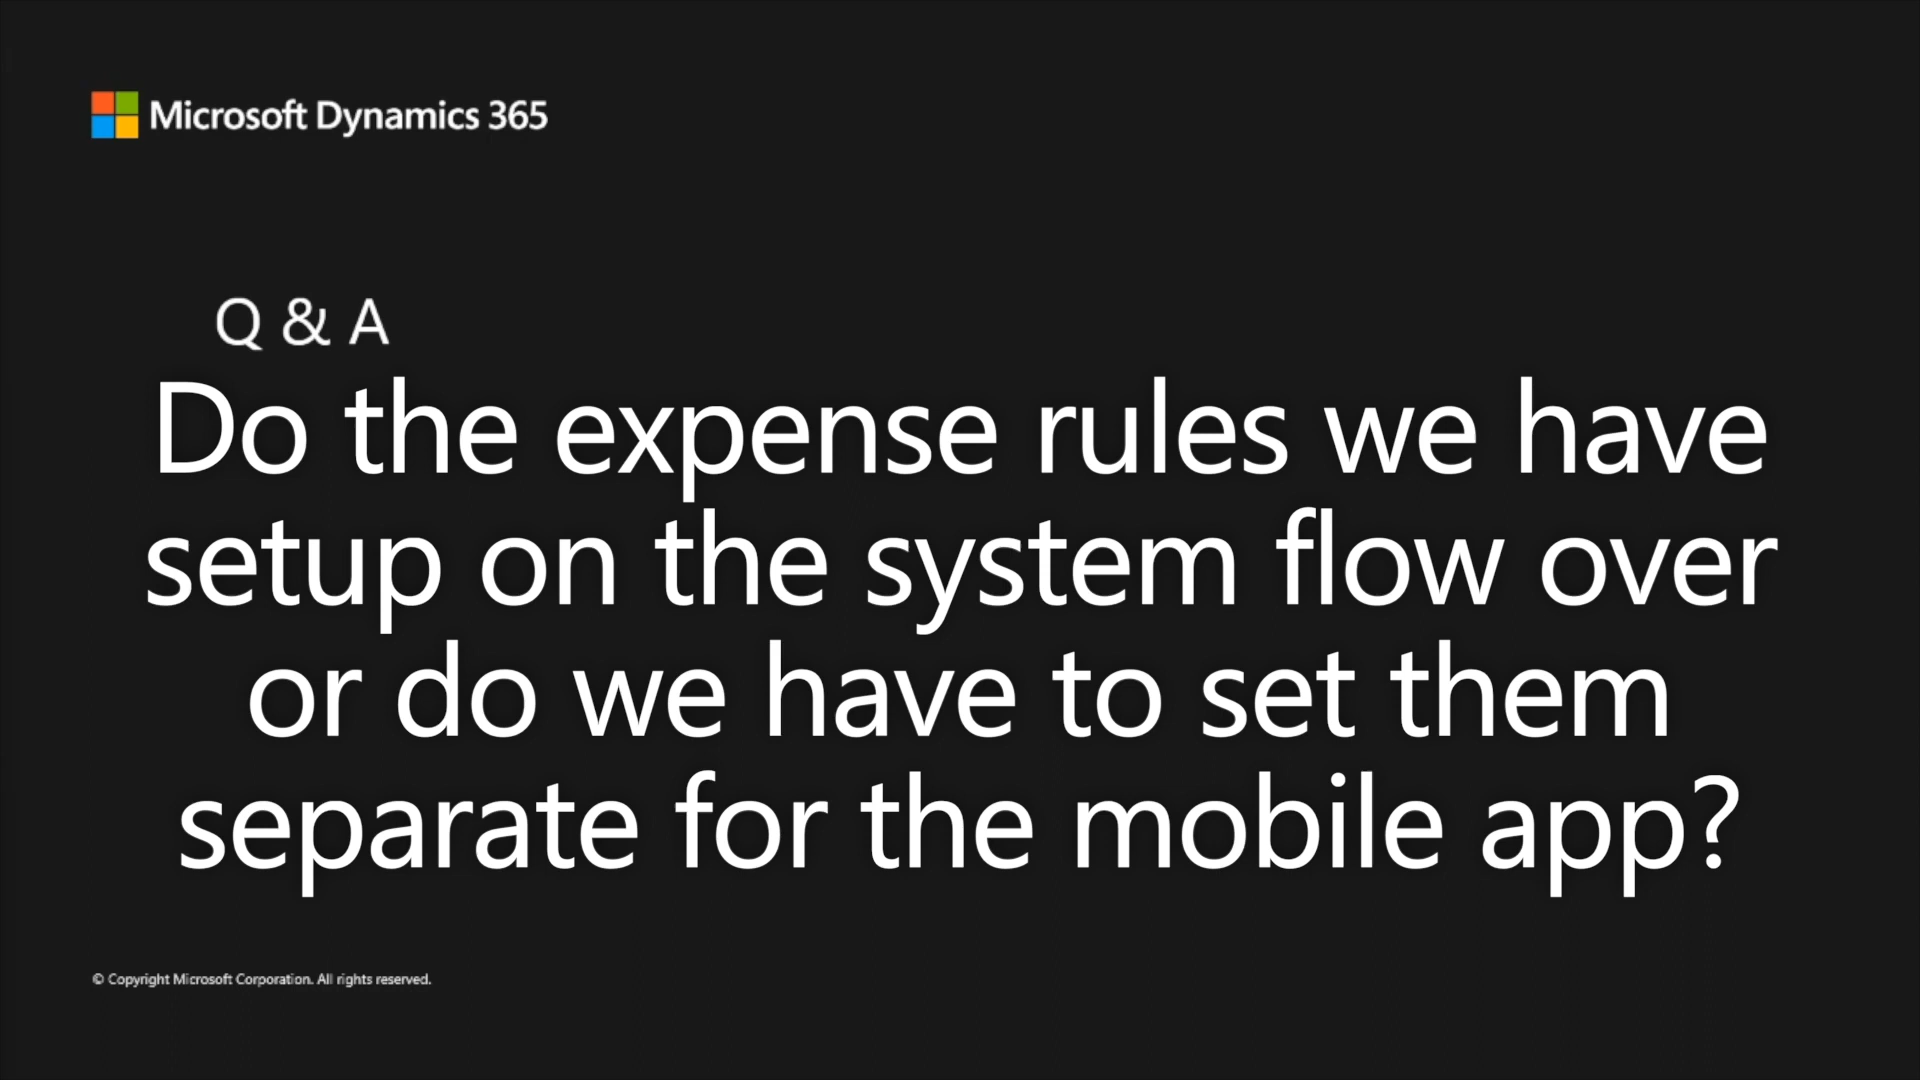 Microsoft Dynamics 365
Q & A
Do the expense rules we have
setup on the system flow over
or do we have to set them
separate for the mobile app?
© Copyright Microsoft Corporation. All rights reserved.